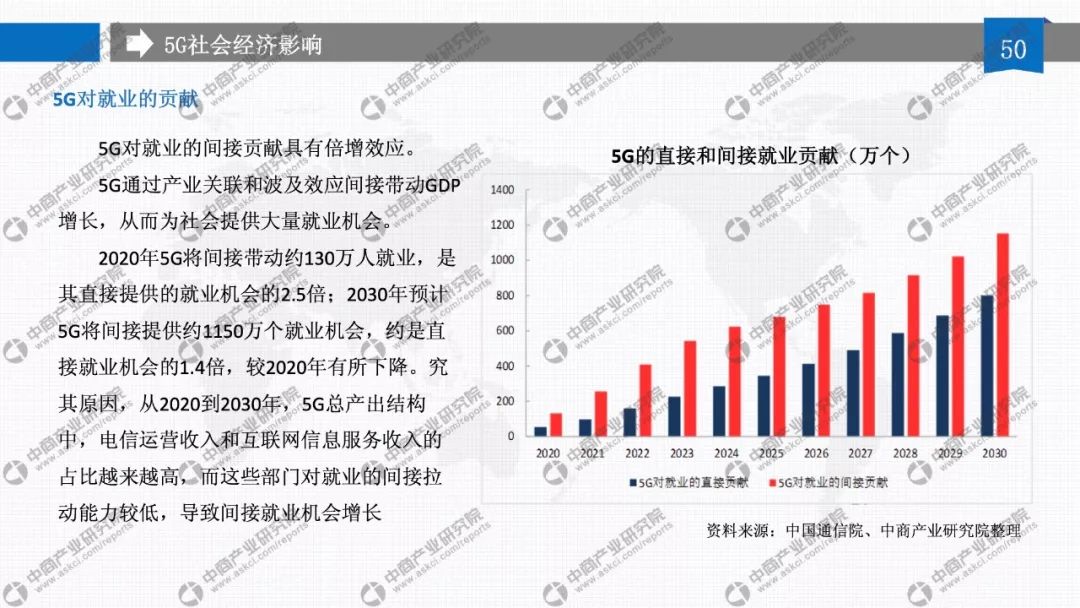 5G社会经济影响
50
5G对就业的贡献
5G对就业的间接贡献具有倍增效应。
5G通过产业关联和波及效应间接带动GDP
增长，从而为社会提供大量就业机会。
2020年5G将间接带动约130万人就业，是
其直接提供的就业机会的2.5倍；2030年预计
5G将间接提供约1150万个就业机会，约是直
接就业机会的1.4倍，较2020年有所下降。究
其原因，从2020到2030年，5G总产出结构
中，电信运营收入和互联网信息服务收入的
占比越来越高，而这些部门对就业的间接拉
动能力较低，导致间接就业机会增长
5G的直接和间接就业贡献（万个）
1400
1200
1000
800
600
400
200
0
2020 2021 2022 2023 2024 2025 2026 2027 2028 2029 2030
5G对就业的直接贡献 5G对就业的间接贡献
资料来源：中国通信院、中商产业研究院整理
中商产业研究院
www.askci.com/reports